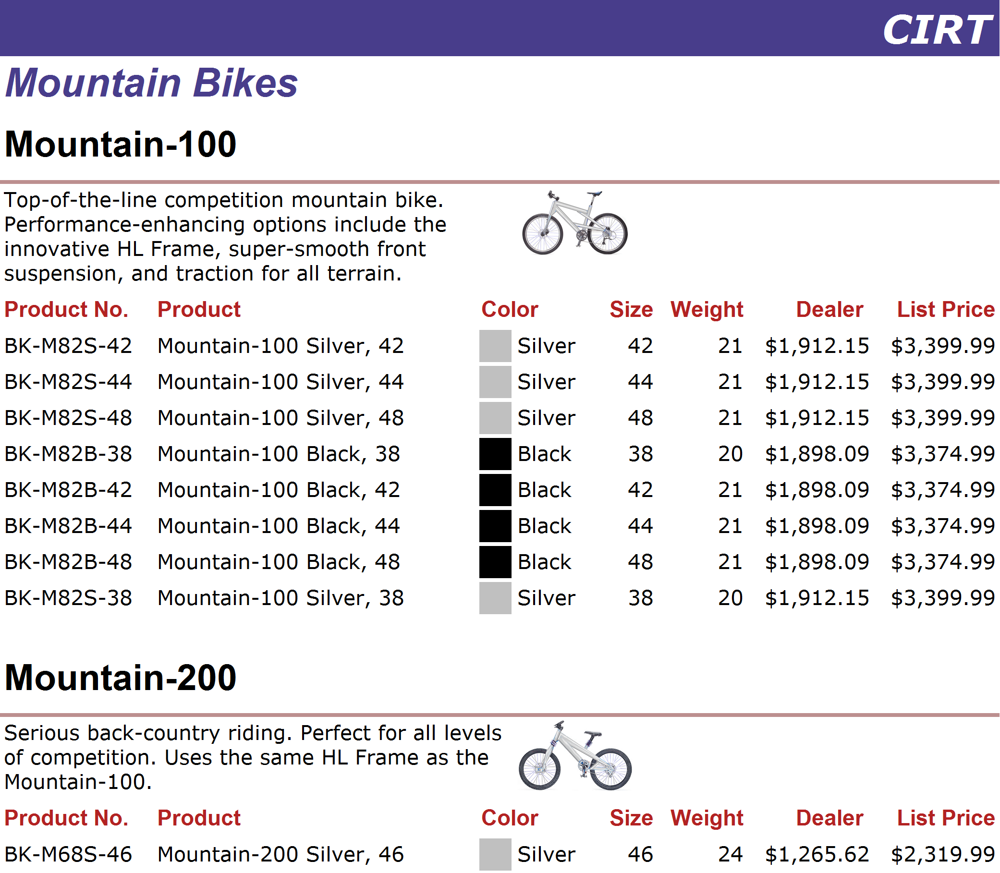 CIRT
Mountain Bikes
Mountain-100
Top-of-the-line competition mountain bike.
Performance-enhancing options include the
innovative HL Frame, super-smooth front
suspension, and traction for all terrain.
Product No. Product Color Size Weight Dealer List Price
BK-M82S-42 Mountain-100 Silver, 42 Silver 42 21 $1,912.15 $3,399.99
BK-M82S-44 Mountain-100 Silver, 44 Silver 44 21 $1,912.15 $3,399.99
BK-M82S-48 Mountain-100 Silver, 48 Silver 48 21 $1,912.15 $3,399.99
BK-M82B-38 Mountain-100 Black, 38 Black 38 20 $1,898.09 $3,374.99
BK-M82B-42 Mountain-100 Black, 42 Black 42 21 $1,898.09 $3,374.99
BK-M82B-44 Mountain-100 Black, 44 Black 44 21 $1,898.09 $3,374.99
BK-M82B-48 Mountain-100 Black, 48 Black 48 21 $1,898.09 $3,374.99
BK-M82S-38 Mountain-100 Silver, 38 Silver 38 20 $1,912.15 $3,399.99
Mountain-200
Serious back-country riding. Perfect for all levels
of competition. Uses the same HL Frame as the
Mountain-100.
Product No. Product Color Size Weight Dealer List Price
BK-M68S-46 Mountain-200 Silver, 46 Silver 46 24 $1,265.62 $2,319.99